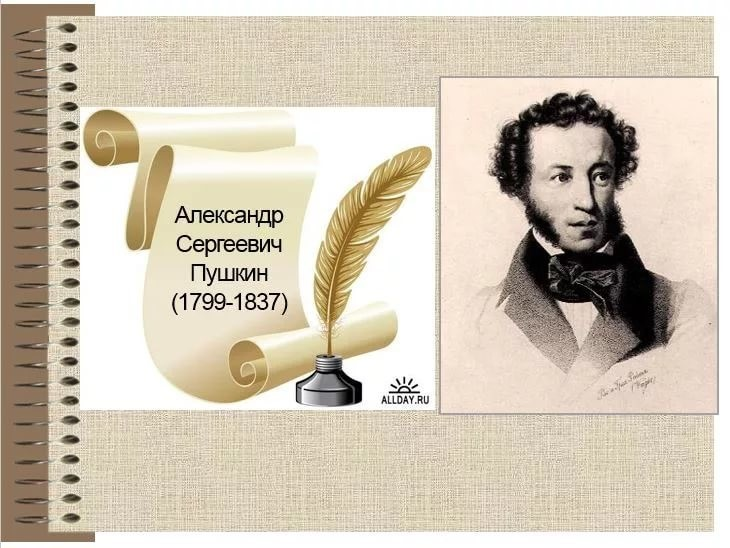 Александр
Сергеевич
Пушкин
(1799-1837)
ALLDAY.RU